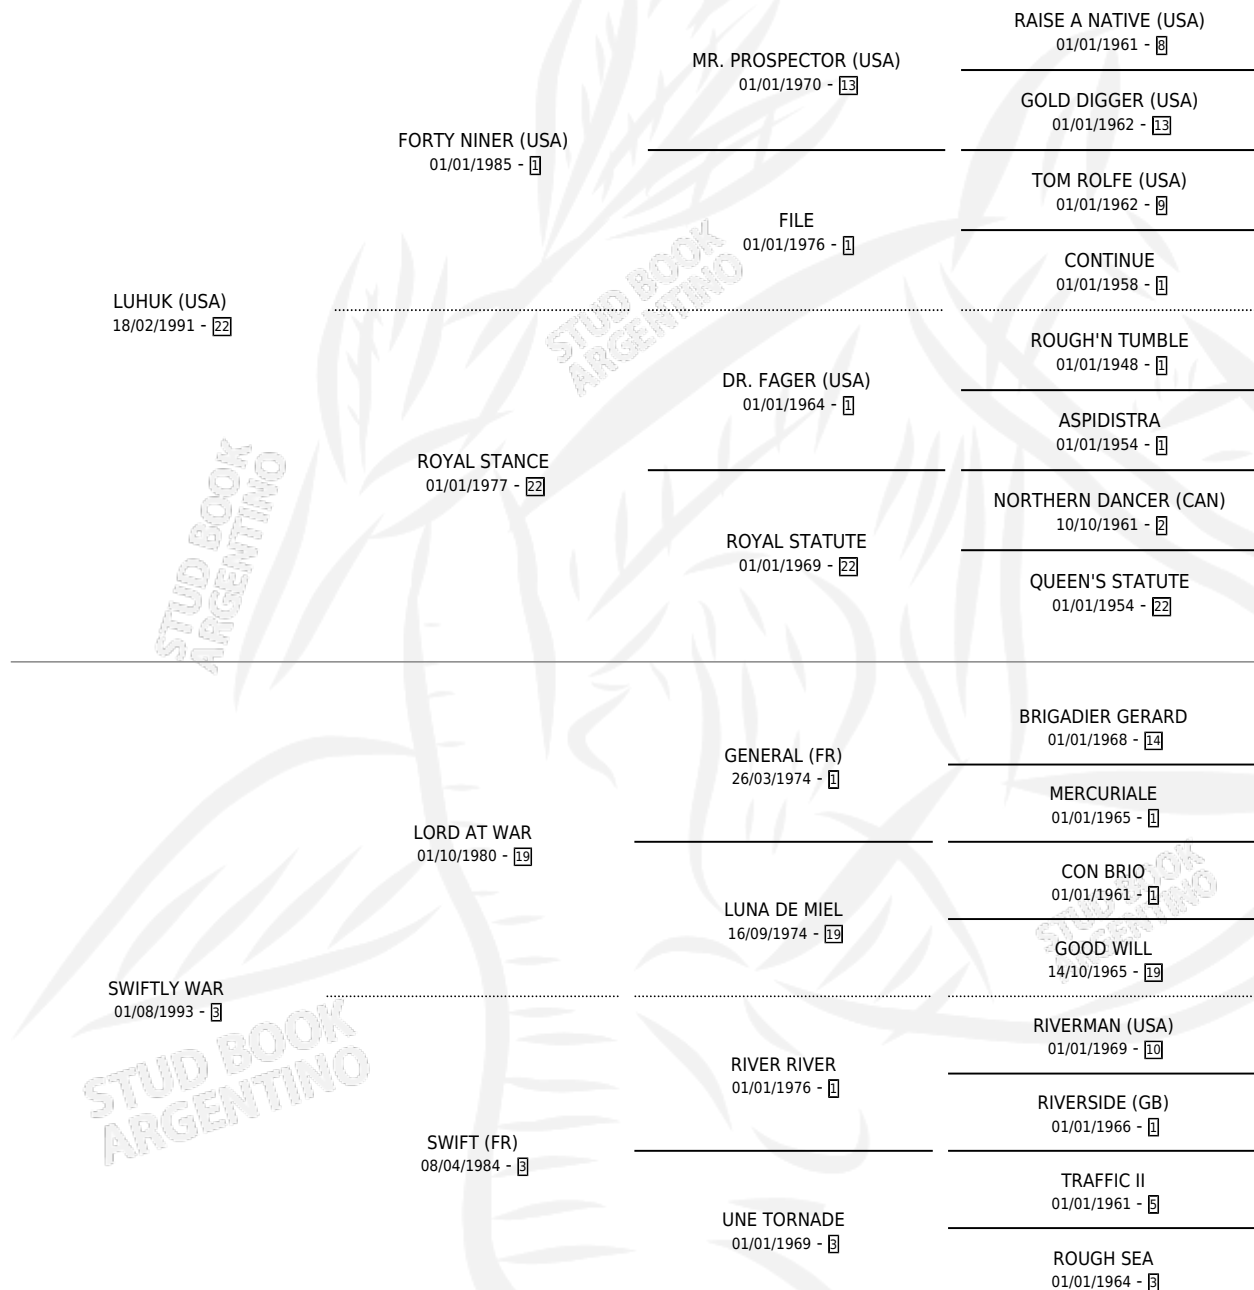 RAISE A NATIVE (USA)
01/01/1961 - 8
MR. PROSPECTOR (USA)
01/01/1970 - 13
GOLD DIGGER (USA)
01/01/1962 - 13
FORTY NINER (USA)
01/01/1985 - 1
TOM ROLFE (USA)
01/01/1962 - 9
FILE
01/01/1976 - 1
CONTINUE
01/01/1958 - 1
LUHUK (USA)
18/02/1991 - 22
STUD BOOK
ARGENTINO
ROUGH'N TUMBLE
01/01/1948 - 1
DR. FAGER (USA)
01/01/1964 - 1
ASPIDISTRA
01/01/1954 - 1
ROYAL STANCE
01/01/1977 - 22
NORTHERN DANCER (CAN)
10/10/1961 - 2
ROYAL STATUTE
01/01/1969 - 22
QUEEN'S STATUTE
01/01/1954 - 22
STUD BOOK
ARGENTINO
BRIGADIER GERARD
01/01/1968 - 14
GENERAL (FR)
26/03/1974 - 1
MERCURIALE
01/01/1965 - 1
LORD AT WAR
01/10/1980 - 19
CON BRIO
01/01/1961 - 1
LUNA DE MIEL
16/09/1974 - 19
STUD BOOK
ARGENTINO
GOOD WILL
14/10/1965 - 19
SWIFTLY WAR
01/08/1993 - 3
RIVERMAN (USA)
01/01/1969 - 10
RIVER RIVER
01/01/1976 - 1
RIVERSIDE (GB)
01/01/1966 - 1
STUD BOOK
ARGENTINO
SWIFT (FR)
08/04/1984 - 3
TRAFFIC II
01/01/1961 - 5
UNE TORNADE
01/01/1969 - 3
ROUGH SEA
01/01/1964 - 3